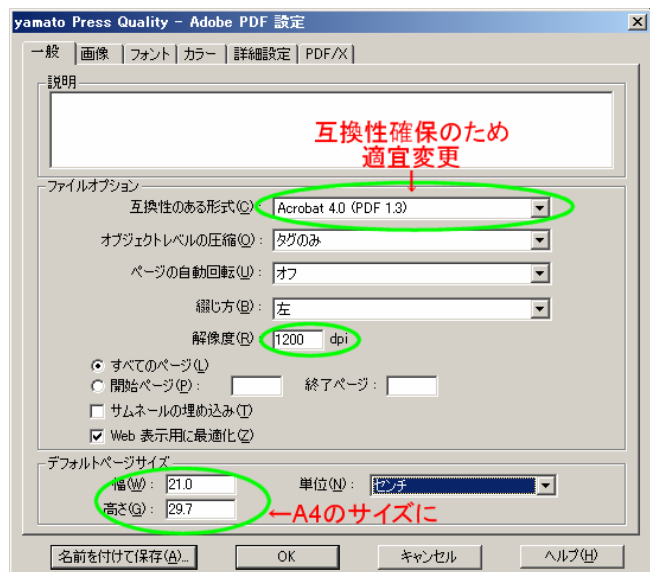 yamato Press Quality - Adobe PDF 設定
一般 画像 フォント カラー 詳細設定 PDF/X
説明
互換性確保のため
適宜変更
↓
ファイルオプション
互換性のある形式(C): Acrobat 4.0 (PDF 1.3)
オブジェクトレベルの圧縮(O): タグのみ
ページの自動回転(U): オフ
綴じ方(B): 左
解像度(R): 1200 dpi
すべてのページ(L)
開始ページ(P): 終了ページ:
サムネールの埋め込み(T)
Web 表示用に最適化(Z)
デフォルトページサイズ
幅(W): 21.0 単位(N): センチ
高さ(G): 29.7 ←A4のサイズに
名前を付けて保存(A)... OK キャンセル ヘルプ(H)